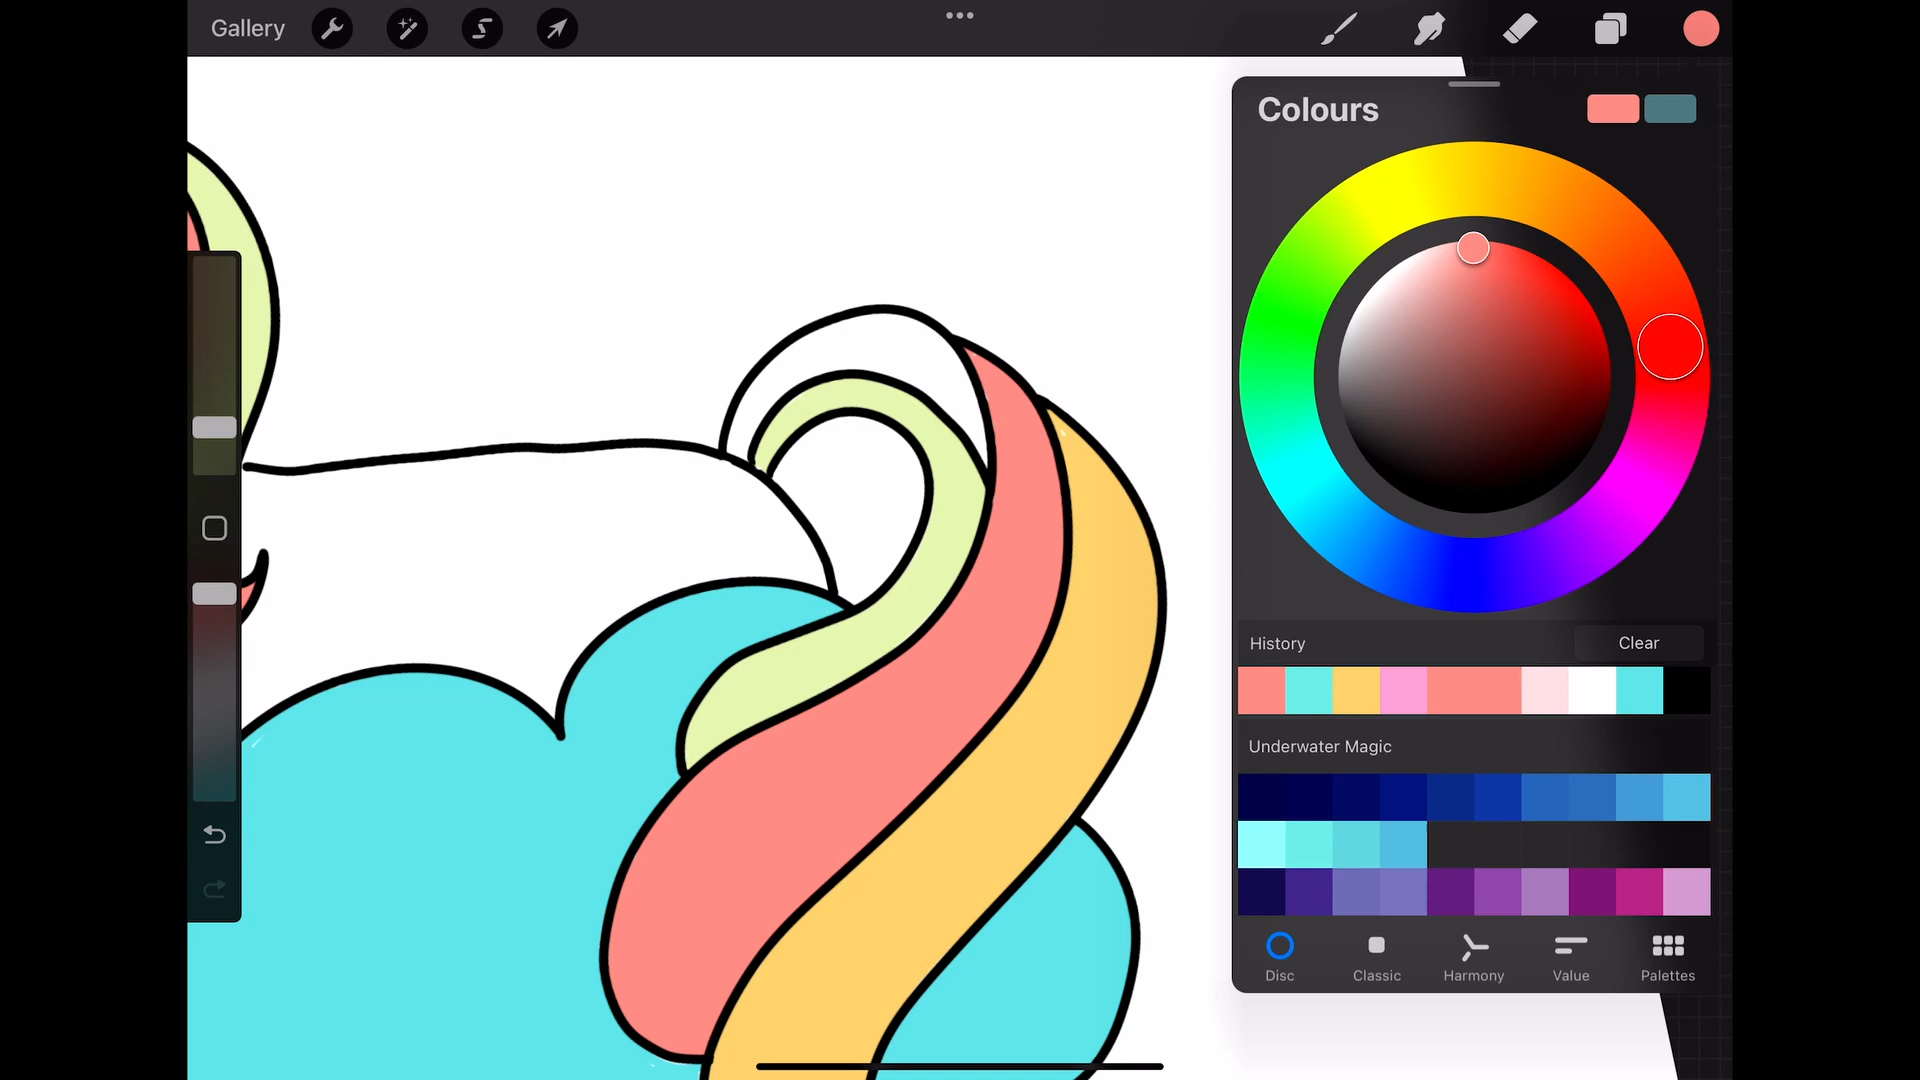 Gallery
Colours
History
Clear
Underwater Magic
Disc
Classic
Harmony
Value
Palettes